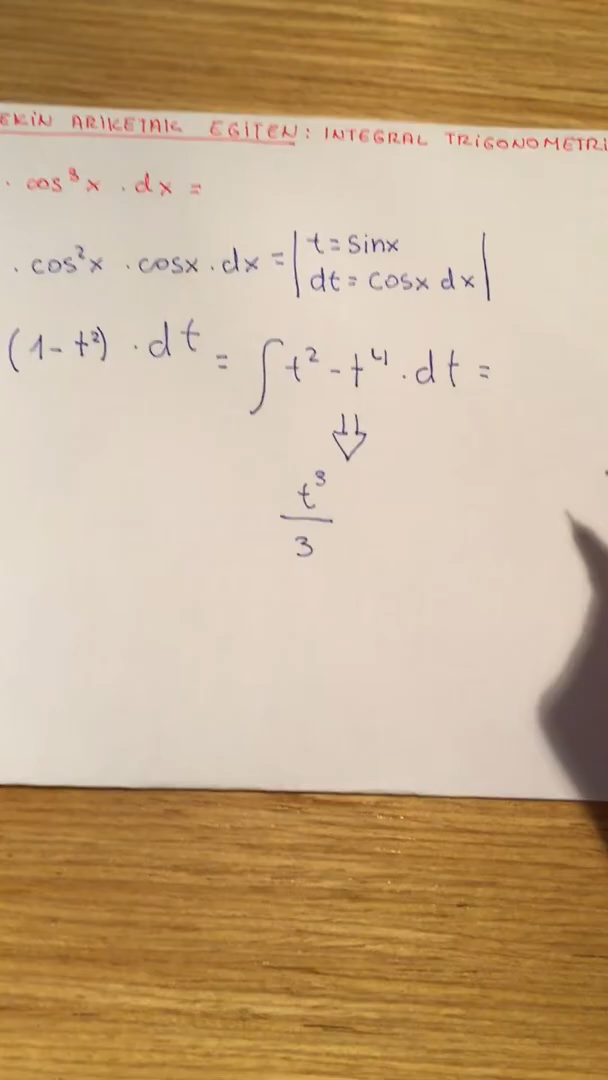 EKIN ARIKETAK EGITEN: INTEGRAL TRIGONOMETRI
. cos³x . dx =
. cos²x . cosx . dx = | t = sinx
dt = cosx dx |
(1 - t²) . dt = ∫ t² - t⁴ . dt =
⇓
t³
3